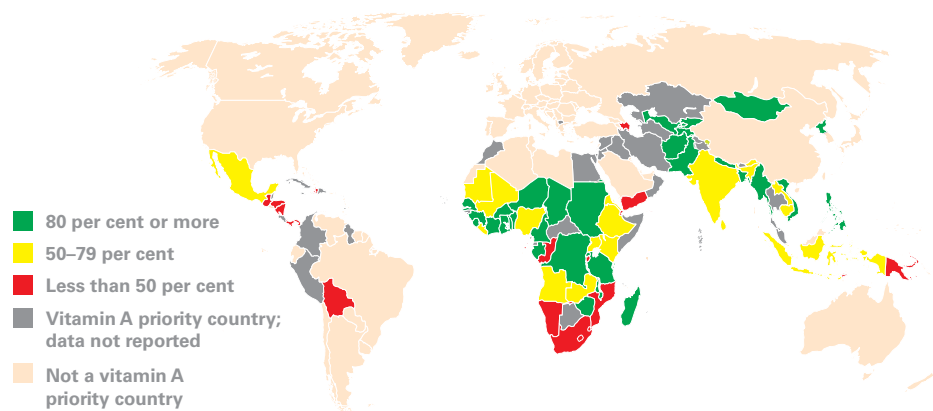 80 per cent or more
50–79 per cent
Less than 50 per cent
Vitamin A priority country;
data not reported
Not a vitamin A
priority country